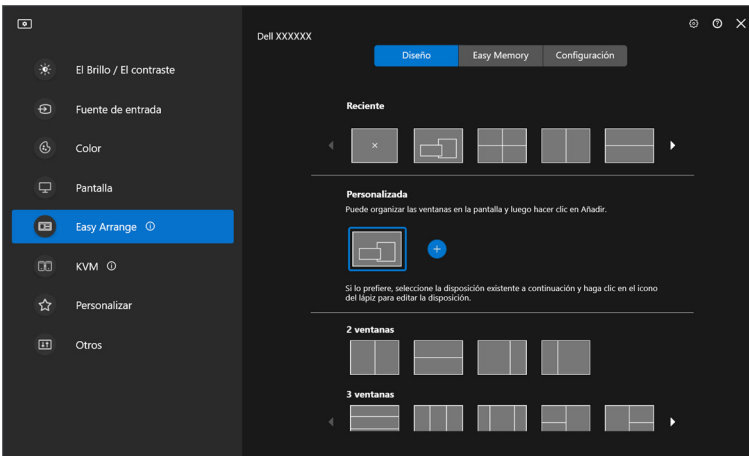 Dell XXXXXX
Diseño
Easy Memory
Configuración
El Brillo / El contraste
Fuente de entrada
Color
Pantalla
Easy Arrange
KVM
Personalizar
Otros
Reciente
Personalizada
Puede organizar las ventanas en la pantalla y luego hacer clic en Añadir.
Si lo prefiere, seleccione la disposición existente a continuación y haga clic en el icono
del lápiz para editar la disposición.
2 ventanas
3 ventanas